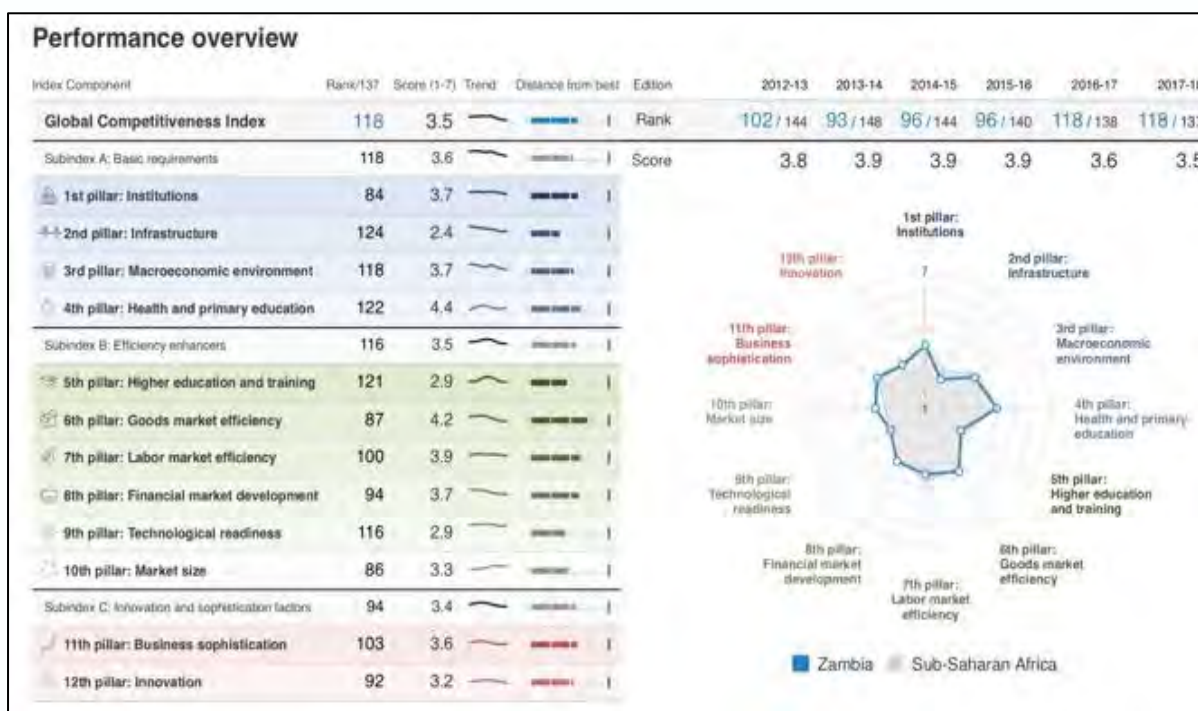 Performance overview
Index Component Rank/137 Score (1-7) Trend Distance from best
Global Competitiveness Index 118 3.5
Subindex A: Basic requirements 118 3.6
1st pillar: Institutions 84 3.7
2nd pillar: Infrastructure 124 2.4
3rd pillar: Macroeconomic environment 118 3.7
4th pillar: Health and primary education 122 4.4
Subindex B: Efficiency enhancers 116 3.5
5th pillar: Higher education and training 121 2.9
6th pillar: Goods market efficiency 87 4.2
7th pillar: Labor market efficiency 100 3.9
8th pillar: Financial market development 94 3.7
9th pillar: Technological readiness 116 2.9
10th pillar: Market size 86 3.3
Subindex C: Innovation and sophistication factors 94 3.4
11th pillar: Business sophistication 103 3.6
12th pillar: Innovation 92 3.2
Edition 2012-13 2013-14 2014-15 2015-16 2016-17 2017-18
Rank 102 / 144 93 / 148 96 / 144 96 / 140 118 / 138 118 / 137
Score 3.8 3.9 3.9 3.9 3.6 3.5
1st pillar:
Institutions
2nd pillar:
Infrastructure
3rd pillar:
Macroeconomic
environment
4th pillar:
Health and primary
education
5th pillar:
Higher education
and training
6th pillar:
Goods market
efficiency
7th pillar:
Labor market
efficiency
8th pillar:
Financial market
development
9th pillar:
Technological
readiness
10th pillar:
Market size
11th pillar:
Business
sophistication
12th pillar:
Innovation
7
1
Zambia Sub-Saharan Africa